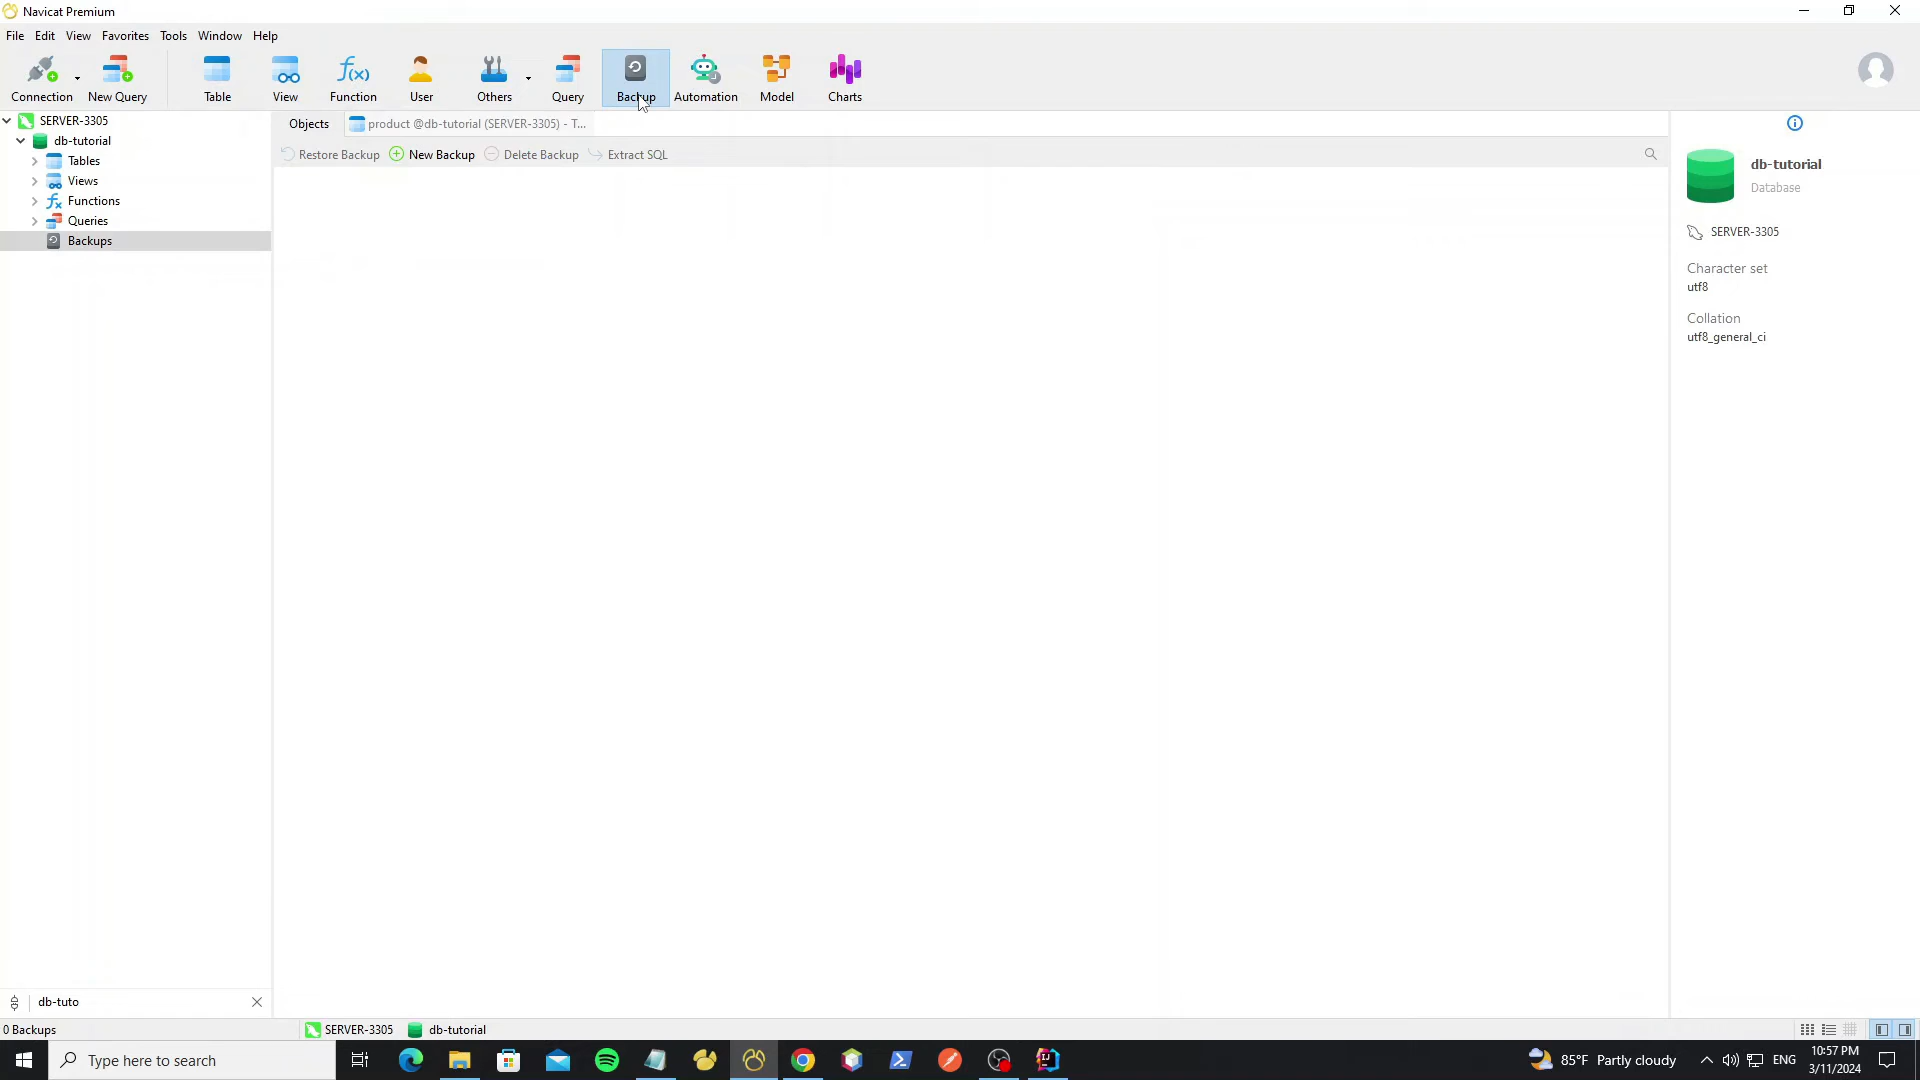 Navicat Premium
File Edit View Favorites Tools Window Help
Connection New Query Table View Function User Others Query Backup Automation Model Charts
SERVER-3305
db-tutorial
Tables
Views
Functions
Queries
Backups
Objects product @db-tutorial (SERVER-3305) - T...
Restore Backup New Backup Delete Backup Extract SQL
db-tutorial
Database
SERVER-3305
Character set
utf8
Collation
utf8_general_ci
db-tuto
0 Backups SERVER-3305 db-tutorial
Type here to search
85°F Partly cloudy
ENG
10:57 PM
3/11/2024